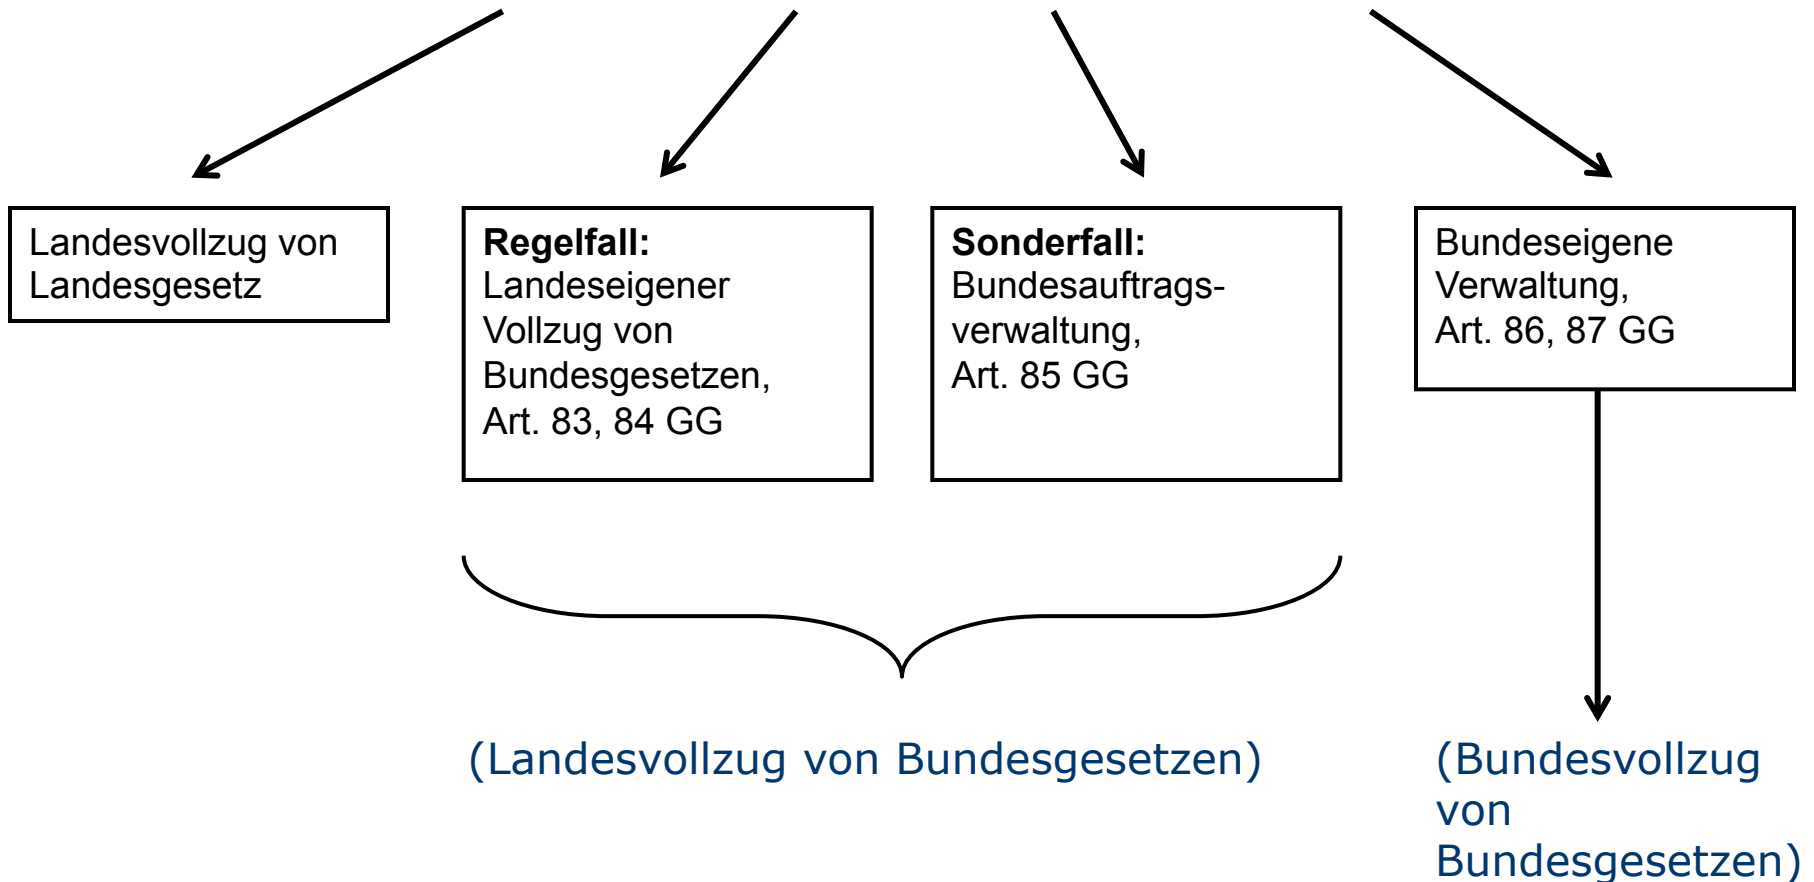 Landesvollzug von
Landesgesetz
Regelfall:
Landeseigener
Vollzug von
Bundesgesetzen,
Art. 83, 84 GG
Sonderfall:
Bundesauftrags-
verwaltung,
Art. 85 GG
Bundeseigene
Verwaltung,
Art. 86, 87 GG
(Landesvollzug von Bundesgesetzen)
(Bundesvollzug
von
Bundesgesetzen)